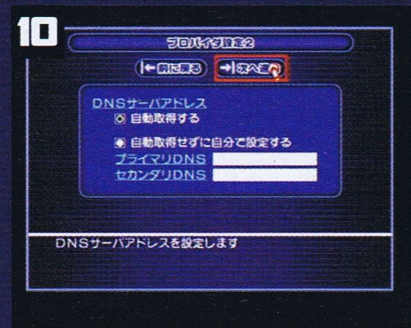 10
プロバイダ設定2
前に戻る 次へ進
DNSサーバアドレス
自動取得する
自動取得せずに自分で設定する
プライマリDNS
セカンダリDNS
DNSサーバアドレスを設定します